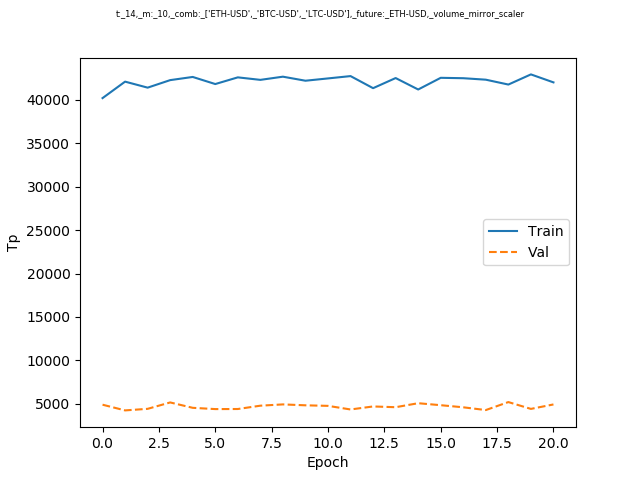 t:_14,_m:_10,_comb:_['ETH-USD',_'BTC-USD',_'LTC-USD'],_future:_ETH-USD,_volume_mirror_scaler
40000
35000
30000
25000
20000
15000
10000
5000
Tp
Train
Val
0.0 2.5 5.0 7.5 10.0 12.5 15.0 17.5 20.0
Epoch